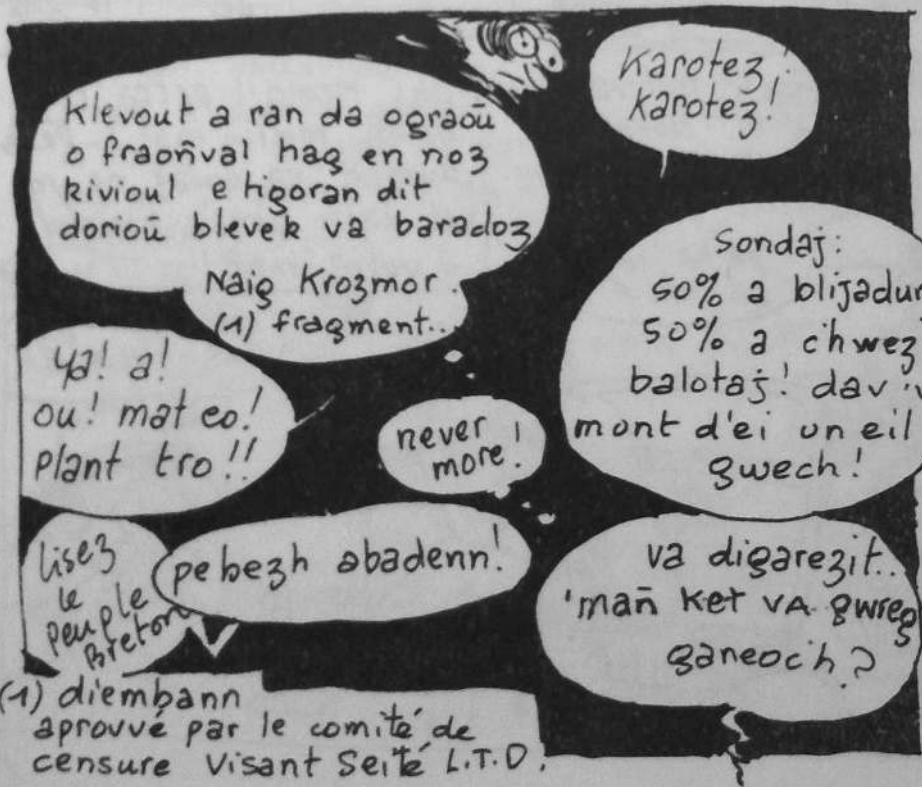 Klevout a ran da ograoù
o fraoñval hag en noz
kivioul e tigoran dit
dorioù blevek va baradoz
Naig Krozmor.
(1) fragment..
Karotez!
Karotez!
Sondaj:
50% a blijadur
50% a c'hwez
balotaj! dav
mont d'ei un eil
gwech!
ya! a!
ou! mat eo!
plant tro!!
never
more!
lisez
le
peuple
Breton
pebezh abadenn!
va digarezit..
'mañ ket VA gwreg
ganeoc'h?
(1) diembann
aprouvé par le comité de
censure Visant Seité L.T.D.